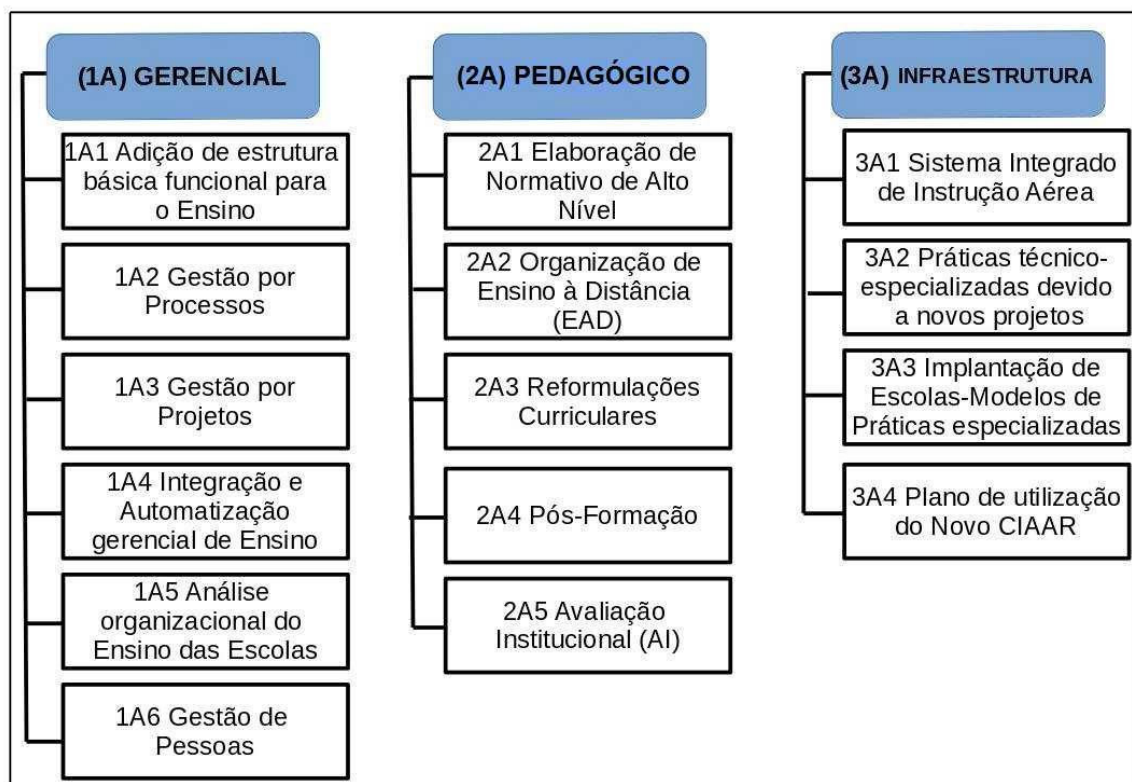 (1A) GERENCIAL
1A1 Adição de estrutura
básica funcional para
o Ensino
1A2 Gestão por
Processos
1A3 Gestão por
Projetos
1A4 Integração e
Automatização
gerencial de Ensino
1A5 Análise
organizacional do
Ensino das Escolas
1A6 Gestão de
Pessoas
(2A) PEDAGÓGICO
2A1 Elaboração de
Normativo de Alto
Nível
2A2 Organização de
Ensino à Distância
(EAD)
2A3 Reformulações
Curriculares
2A4 Pós-Formação
2A5 Avaliação
Institucional (AI)
(3A) INFRAESTRUTURA
3A1 Sistema Integrado
de Instrução Aérea
3A2 Práticas técnico-
especializadas devido
a novos projetos
3A3 Implantação de
Escolas-Modelos de
Práticas especializadas
3A4 Plano de utilização
do Novo CIAAR